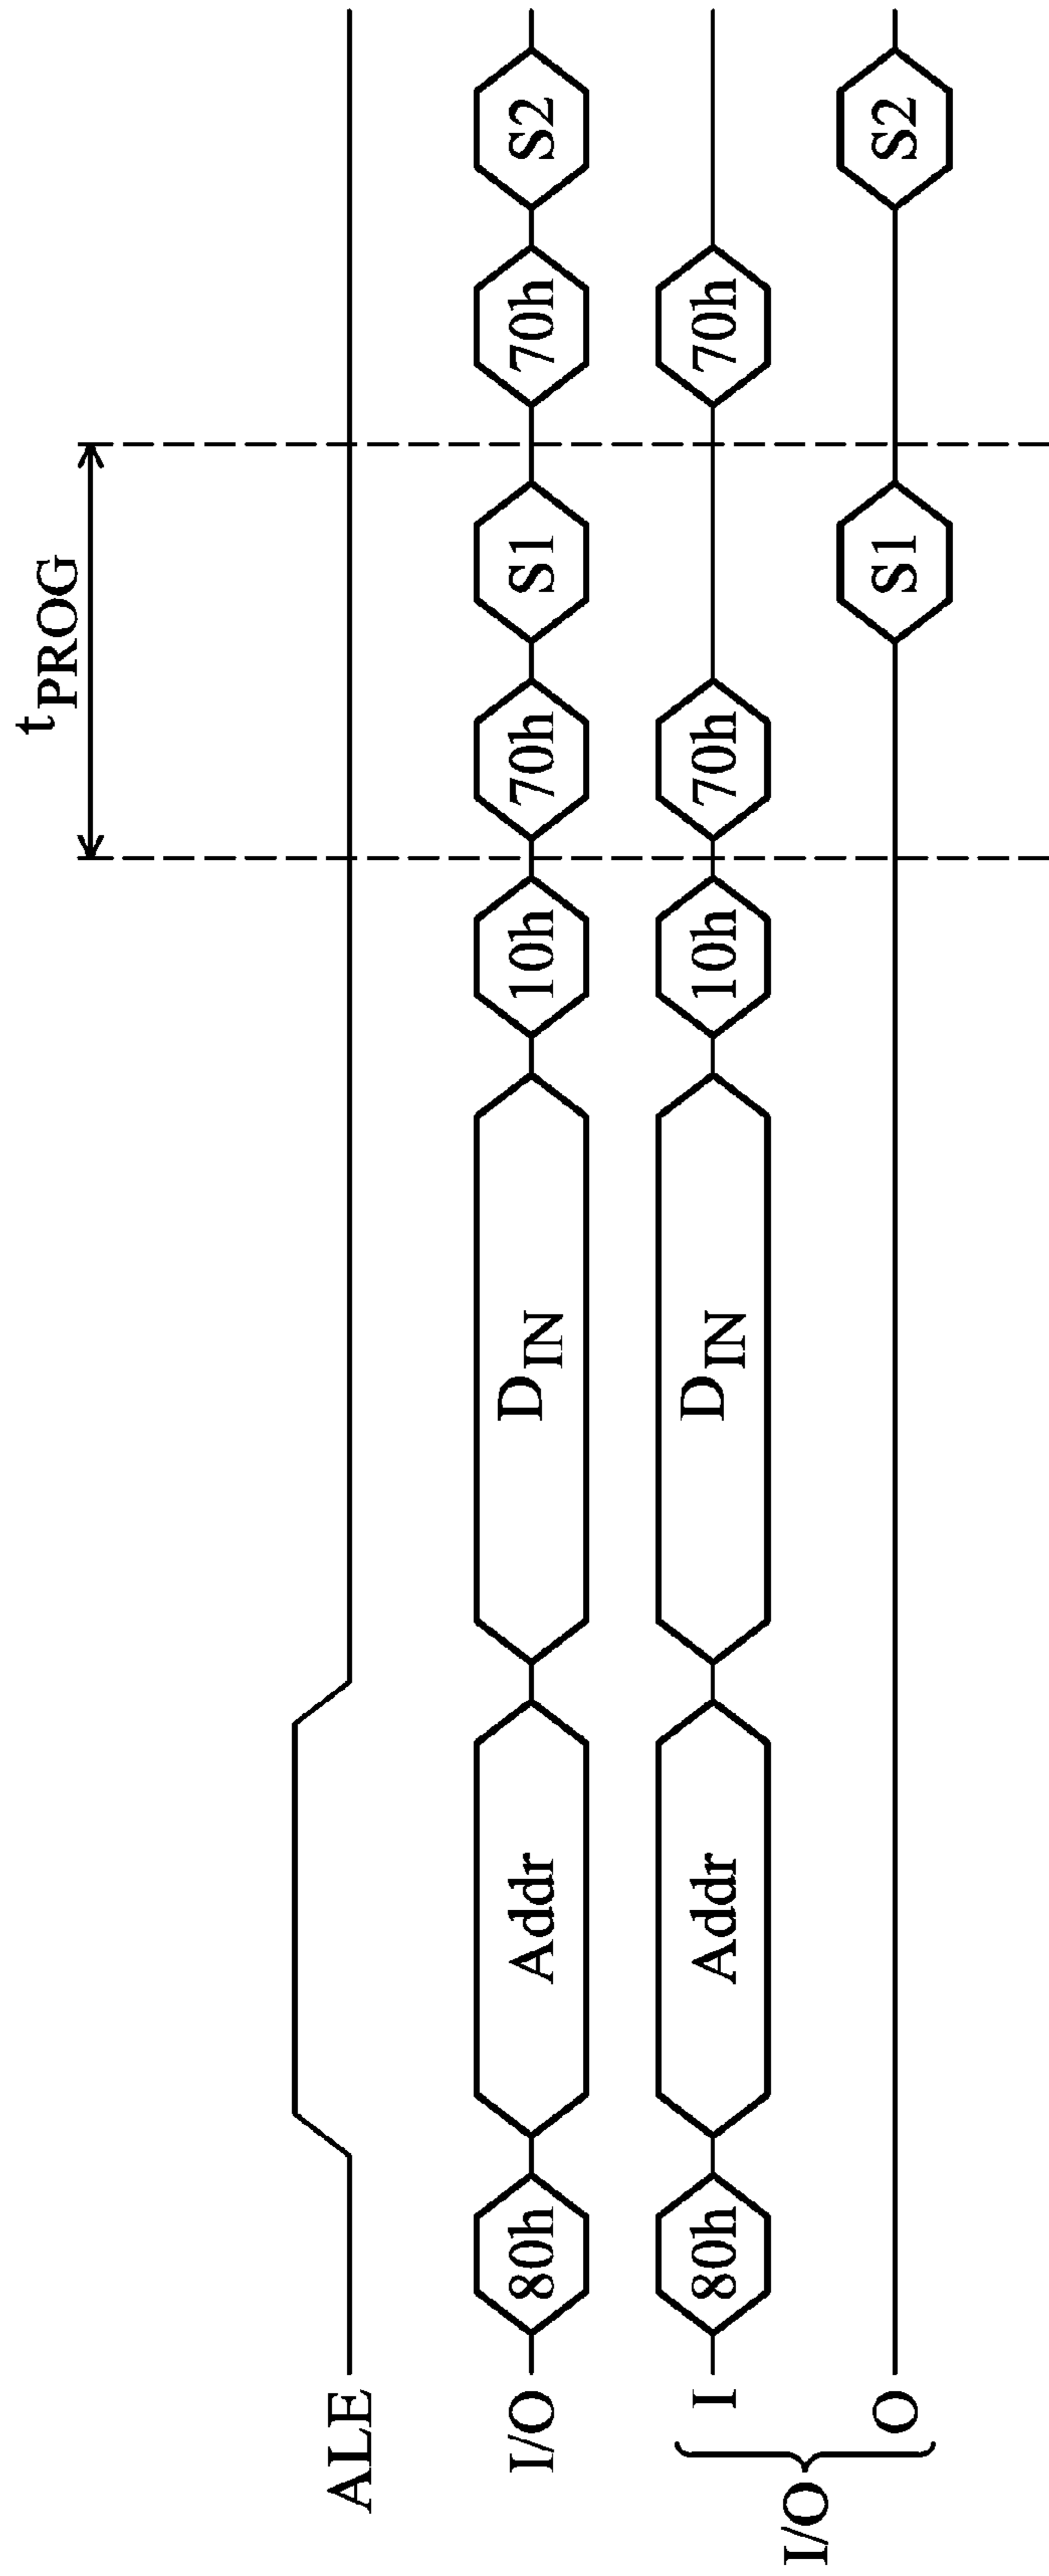 tPROG
ALE
I/O 80h Addr DIN 10h 70h S1 70h S2
I/O
I 80h Addr DIN 10h 70h 70h
O S1 S2